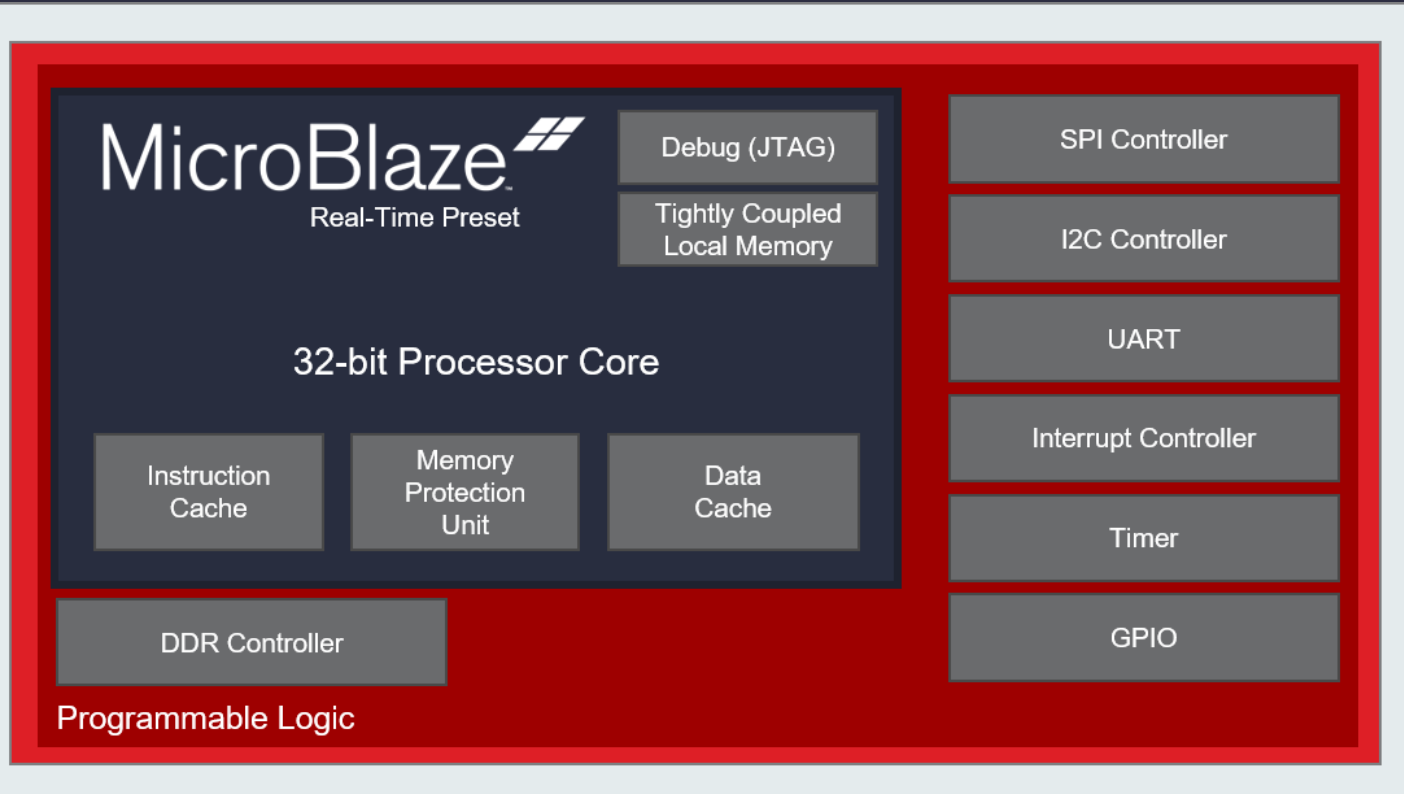 MicroBlaze™
Real-Time Preset
Debug (JTAG)
Tightly Coupled
Local Memory
32-bit Processor Core
Instruction
Cache
Memory
Protection
Unit
Data
Cache
DDR Controller
Programmable Logic
SPI Controller
I2C Controller
UART
Interrupt Controller
Timer
GPIO